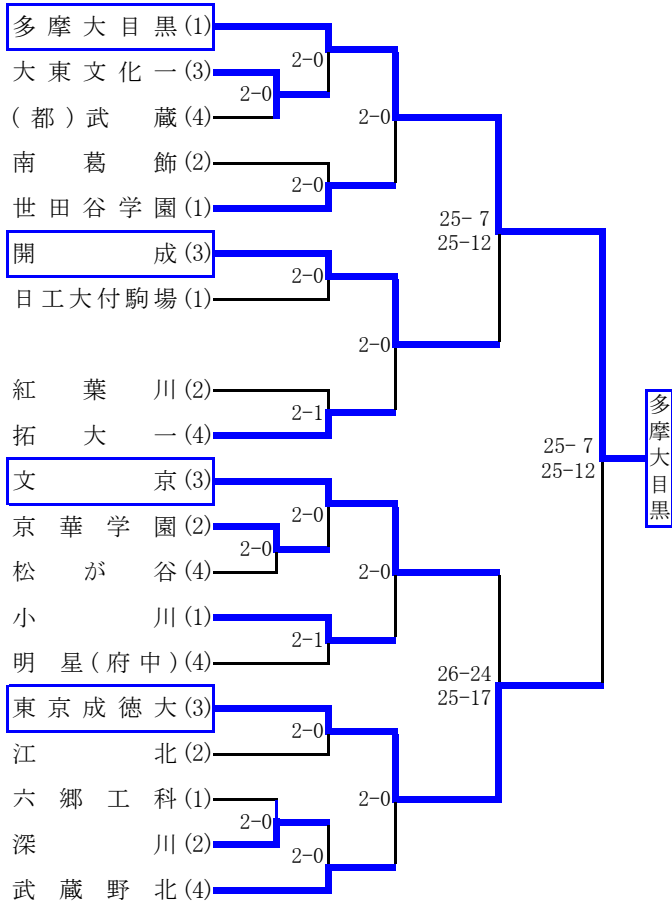 多摩大目黒(1)
2-0
大東文化一(3)
2-0
(都)武蔵(4)
2-0
南葛飾(2)
2-0
世田谷学園(1)
25- 7
25-12
開成(3)
2-0
日工大付駒場(1)
2-0
紅葉川(2)
2-1
拓大一(4)
多摩大目黒
25- 7
25-12
文京(3)
2-0
京華学園(2)
2-0
松が谷(4)
2-0
小川(1)
2-1
明星(府中)(4)
26-24
25-17
東京成徳大(3)
2-0
江北(2)
六郷工科(1)
2-0
2-0
深川(2)
2-0
武蔵野北(4)